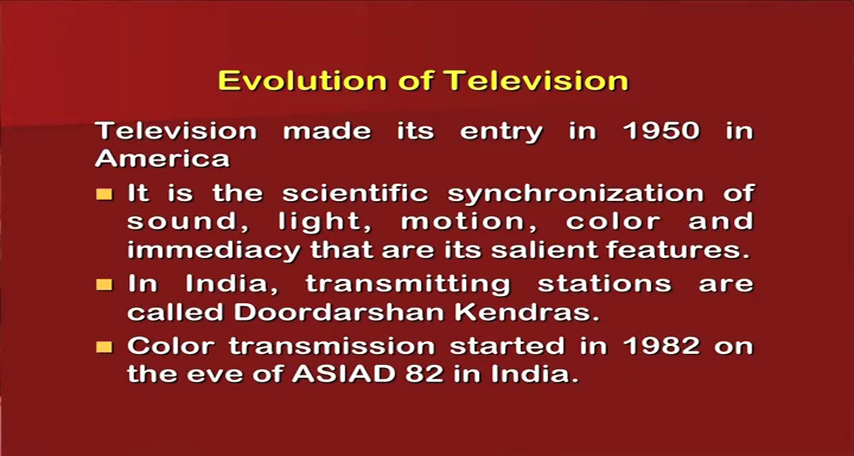 Evolution of Television
Television made its entry in 1950 in
America
It is the scientific synchronization of
sound, light, motion, color and
immediacy that are its salient features.
In India, transmitting stations are
called Doordarshan Kendras.
Color transmission started in 1982 on
the eve of ASIAD 82 in India.